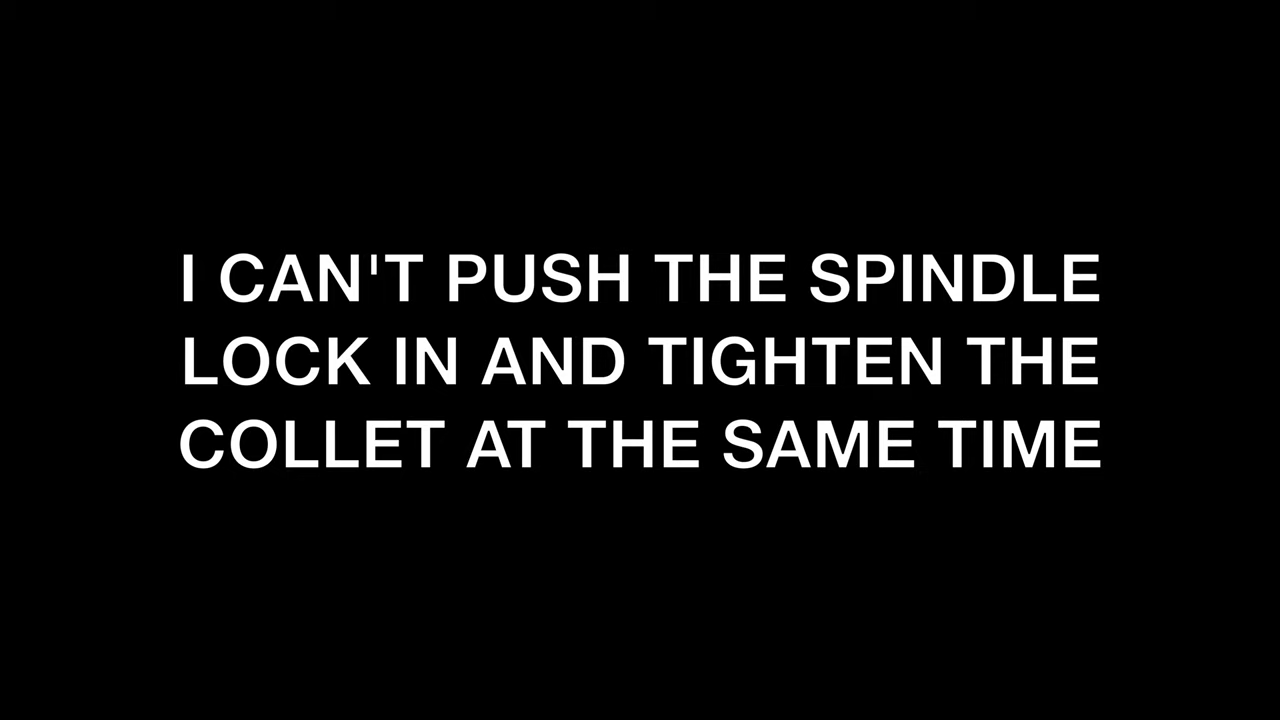 I CAN'T PUSH THE SPINDLE
LOCK IN AND TIGHTEN THE
COLLET AT THE SAME TIME